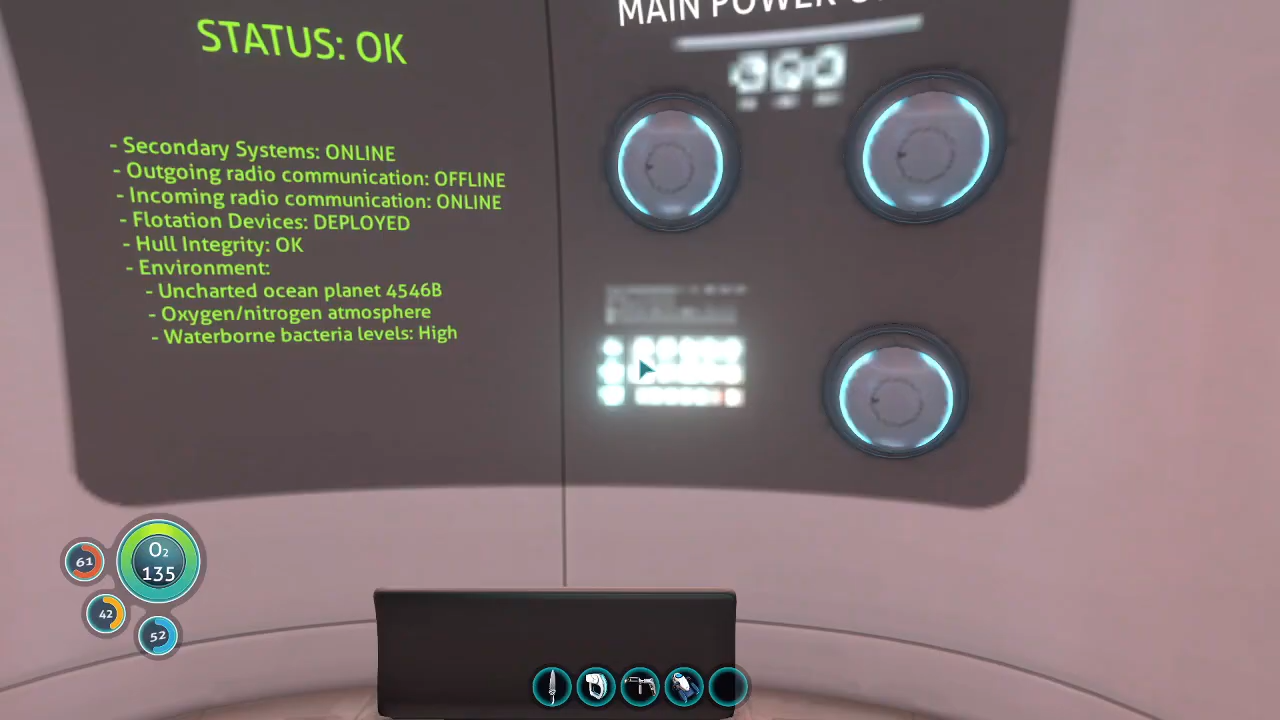 STATUS: OK
- Secondary Systems: ONLINE
- Outgoing radio communication: OFFLINE
- Incoming radio communication: ONLINE
- Flotation Devices: DEPLOYED
- Hull Integrity: OK
- Environment:
- Uncharted ocean planet 4546B
- Oxygen/nitrogen atmosphere
- Waterborne bacteria levels: High
MAIN POWER
61
O₂
135
42
52